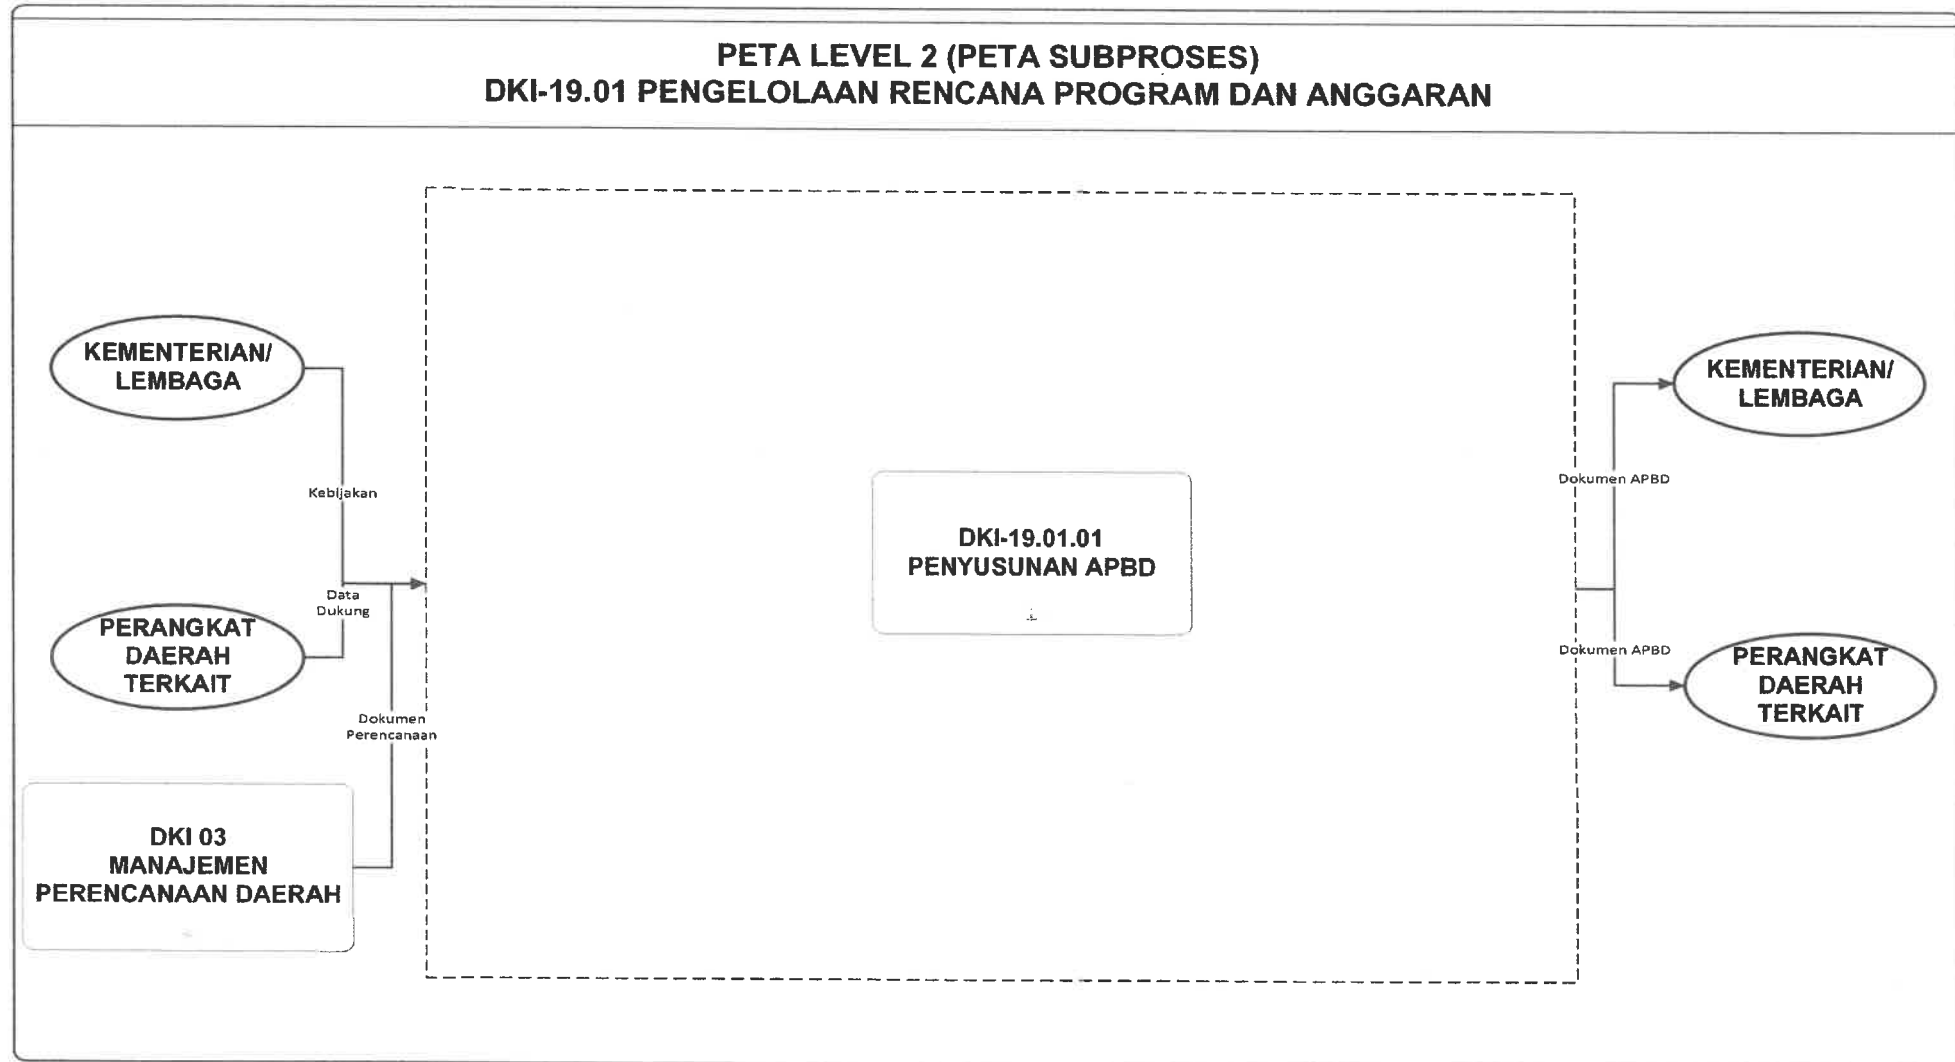 PETA LEVEL 2 (PETA SUBPROSES)
DKI-19.01 PENGELOLAAN RENCANA PROGRAM DAN ANGGARAN
KEMENTERIAN/
LEMBAGA
Kebijakan
Data
Dukung
PERANGKAT
DAERAH
TERKAIT
Dokumen
Perencanaan
DKI 03
MANAJEMEN
PERENCANAAN DAERAH
DKI-19.01.01
PENYUSUNAN APBD
KEMENTERIAN/
LEMBAGA
Dokumen APBD
Dokumen APBD
PERANGKAT
DAERAH
TERKAIT